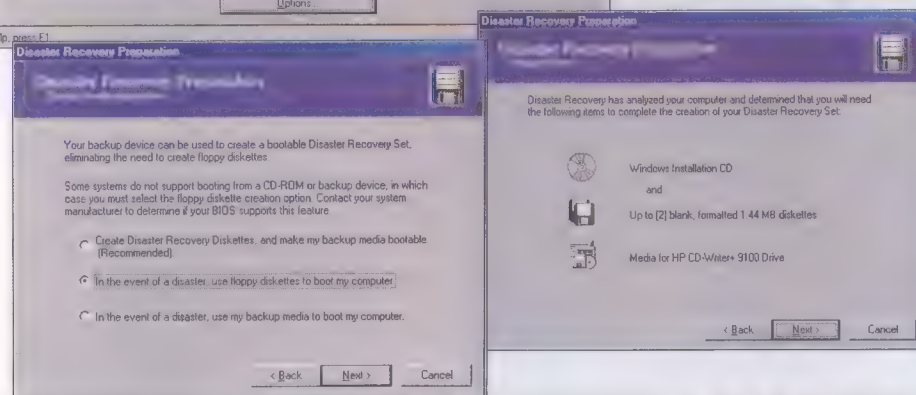 Options...
lp, press F1
Disaster Recovery Preparation
Disaster Recovery Preparation
Your backup device can be used to create a bootable Disaster Recovery Set,
eliminating the need to create floppy diskettes.
Some systems do not support booting from a CD-ROM or backup device, in which
case you must select the floppy diskette creation option. Contact your system
manufacturer to determine if your BIOS supports this feature.
Create Disaster Recovery Diskettes, and make my backup media bootable.
(Recommended).
In the event of a disaster, use floppy diskettes to boot my computer.
In the event of a disaster, use my backup media to boot my computer.
< Back
Next >
Cancel
Disaster Recovery Preparation
Disaster Recovery has analyzed your computer and determined that you will need
the following items to complete the creation of your Disaster Recovery Set.
Windows Installation CD
and
Up to [2] blank, formatted 1.44 MB diskettes
Media for HP CD-Writer+ 9100 Drive
< Back
Next >
Cancel